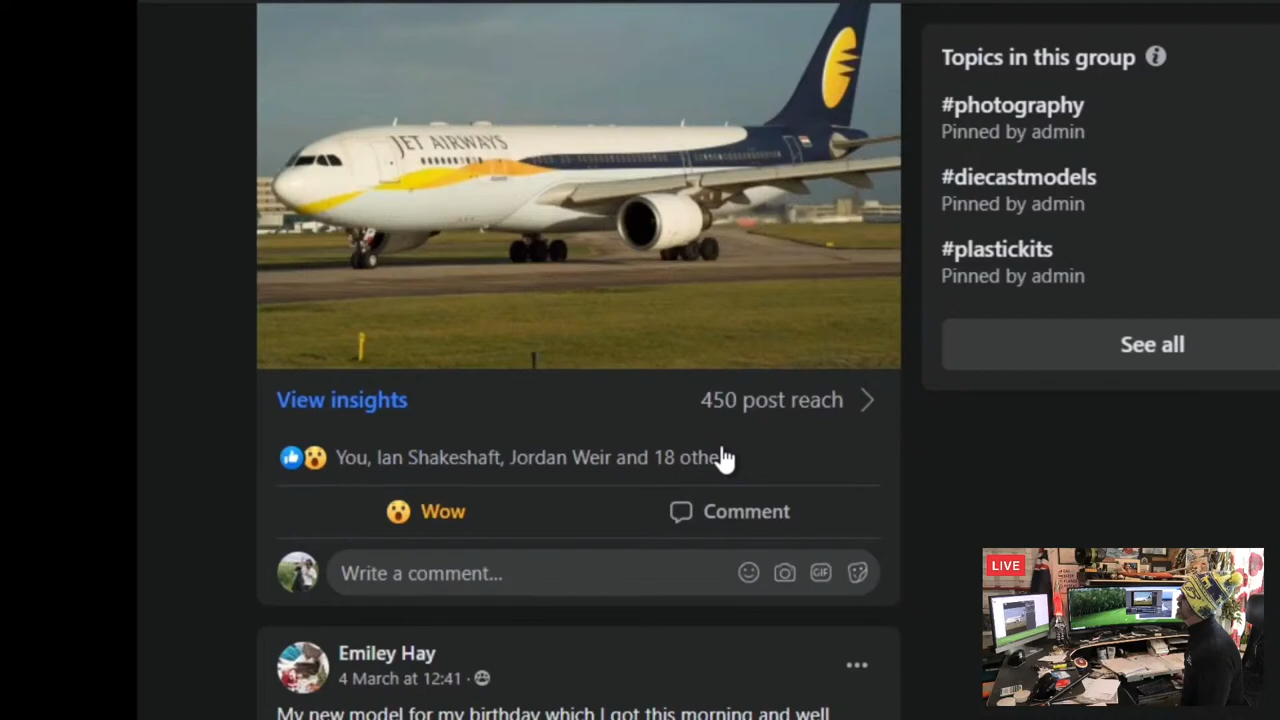 JET AIRWAYS
Topics in this group
#photography
Pinned by admin
#diecastmodels
Pinned by admin
#plastickits
Pinned by admin
See all
View insights
450 post reach
You, Ian Shakeshaft, Jordan Weir and 18 othe
Wow
Comment
Write a comment...
GIF
LIVE
Emiley Hay
4 March at 12:41 ·
My new model for my birthday which I got this morning and well